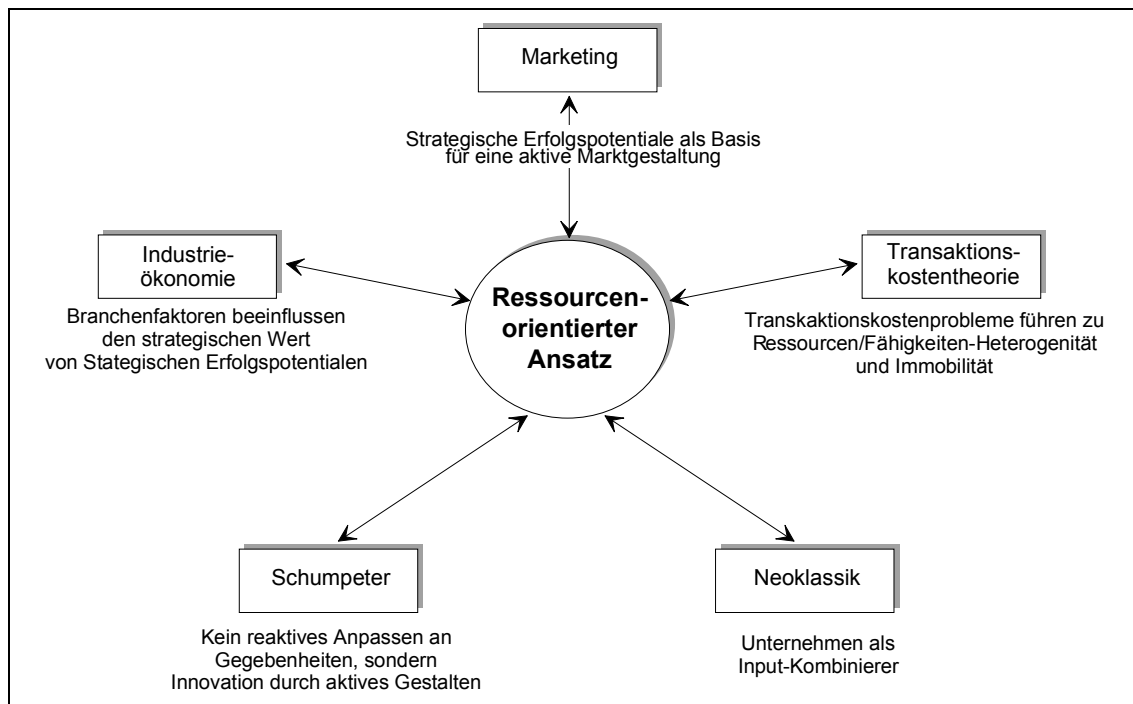 Marketing
Strategische Erfolgspotentiale als Basis
für eine aktive Marktgestaltung
Industrie-
ökonomie
Branchenfaktoren beeinflussen
den strategischen Wert
von Stategischen Erfolgspotentialen
Ressourcen-
orientierter
Ansatz
Transaktions-
kostentheorie
Transkaktionskostenprobleme führen zu
Ressourcen/Fähigkeiten-Heterogenität
und Immobilität
Schumpeter
Kein reaktives Anpassen an
Gegebenheiten, sondern
Innovation durch aktives Gestalten
Neoklassik
Unternehmen als
Input-Kombinierer